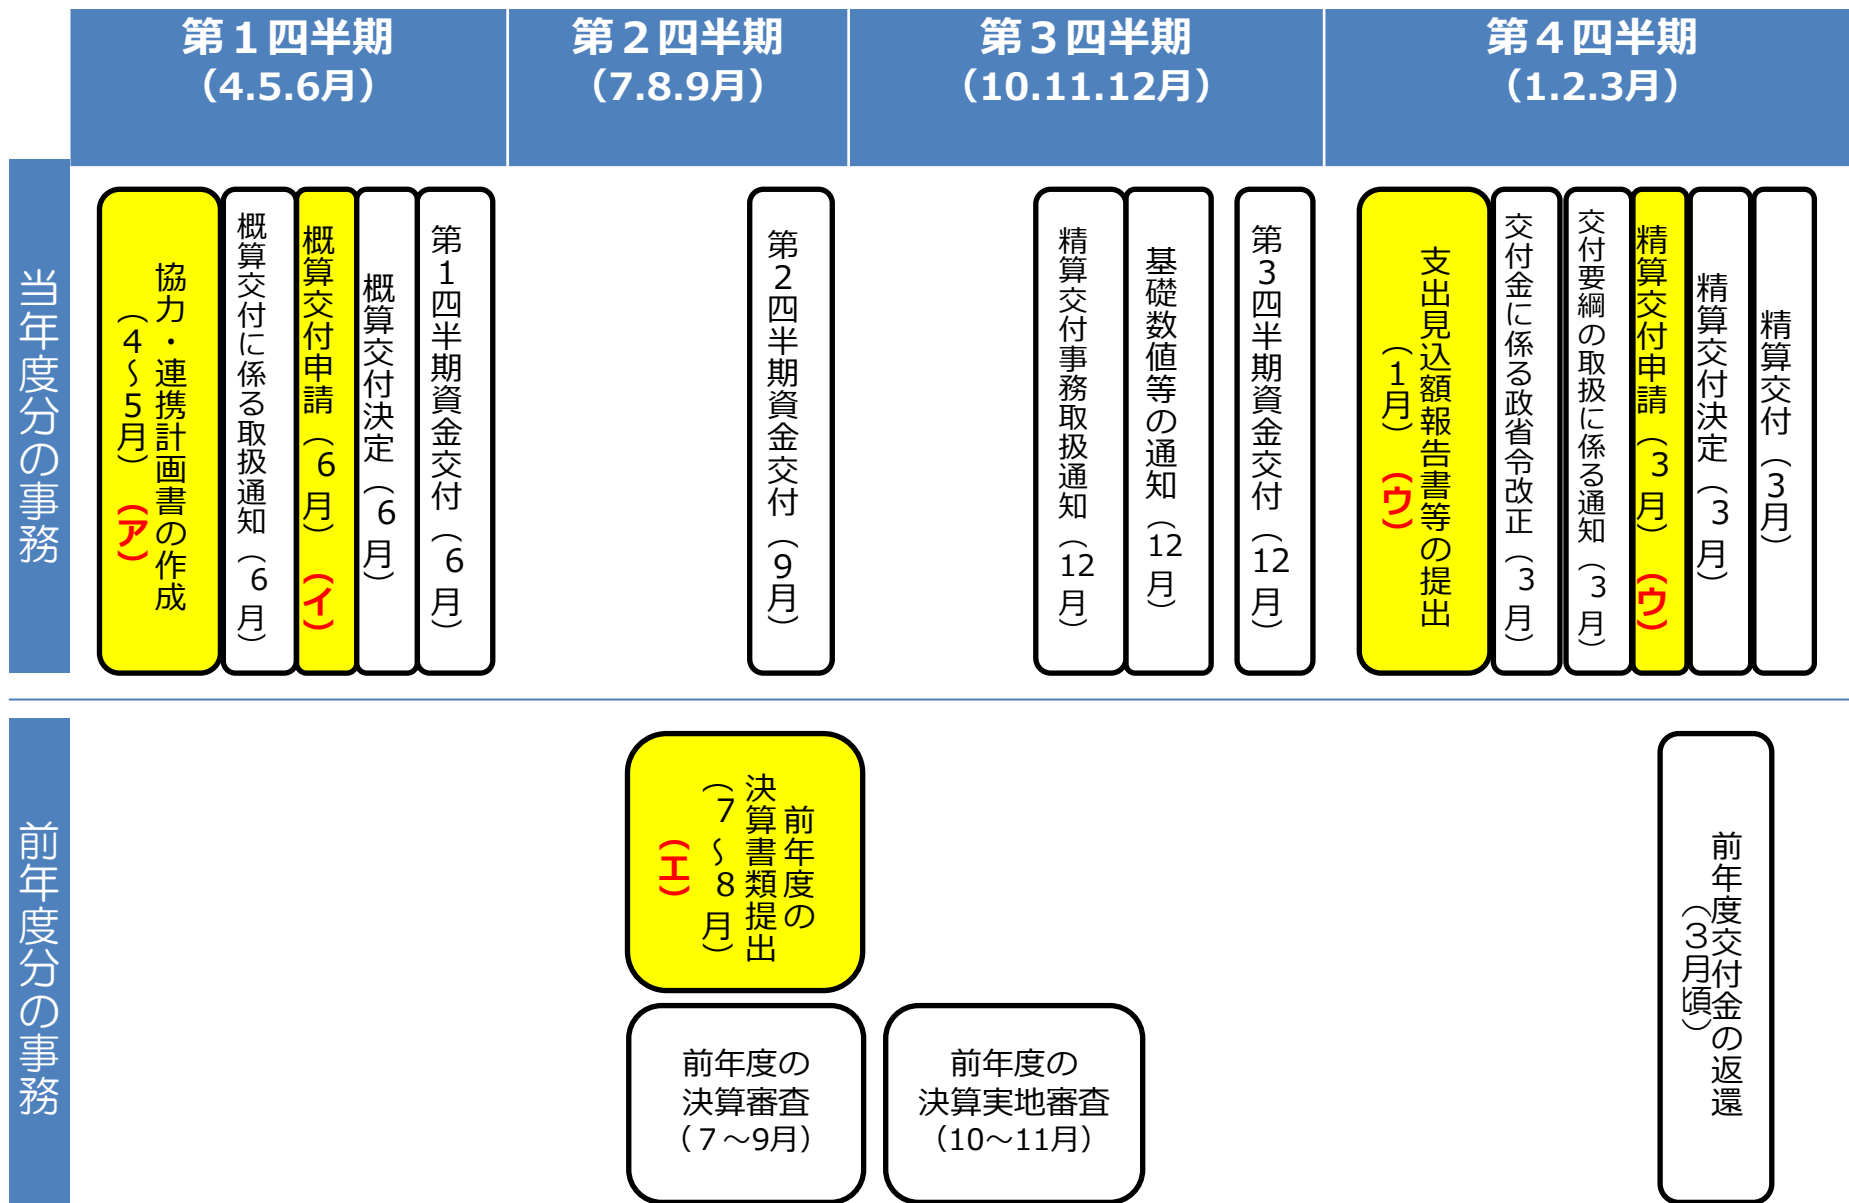 第１四半期
（4.5.6月）
第２四半期
（7.8.9月）
第３四半期
（10.11.12月）
第４四半期
（1.2.3月）
当年度分の事務
協力・連携計画書の作成
（４～５月）（ア）
概算交付に係る取扱通知（６月）
概算交付申請（６月）（イ）
概算交付決定（６月）
第１四半期資金交付（６月）
第２四半期資金交付（９月）
精算交付事務取扱通知（12月）
基礎数値等の通知（12月）
第３四半期資金交付（12月）
支出見込額報告書等の提出
（１月）（ウ）
交付金に係る政省令改正（３月）
交付要綱の取扱に係る通知（３月）
精算交付申請（３月）（ウ）
精算交付決定（３月）
精算交付（３月）
前年度分の事務
前年度の
決算書類提出
（７～８月）
（エ）
前年度の
決算審査
（７～9月）
前年度の
決算実地審査
（10～11月）
前年度交付金の返還
（３月頃）